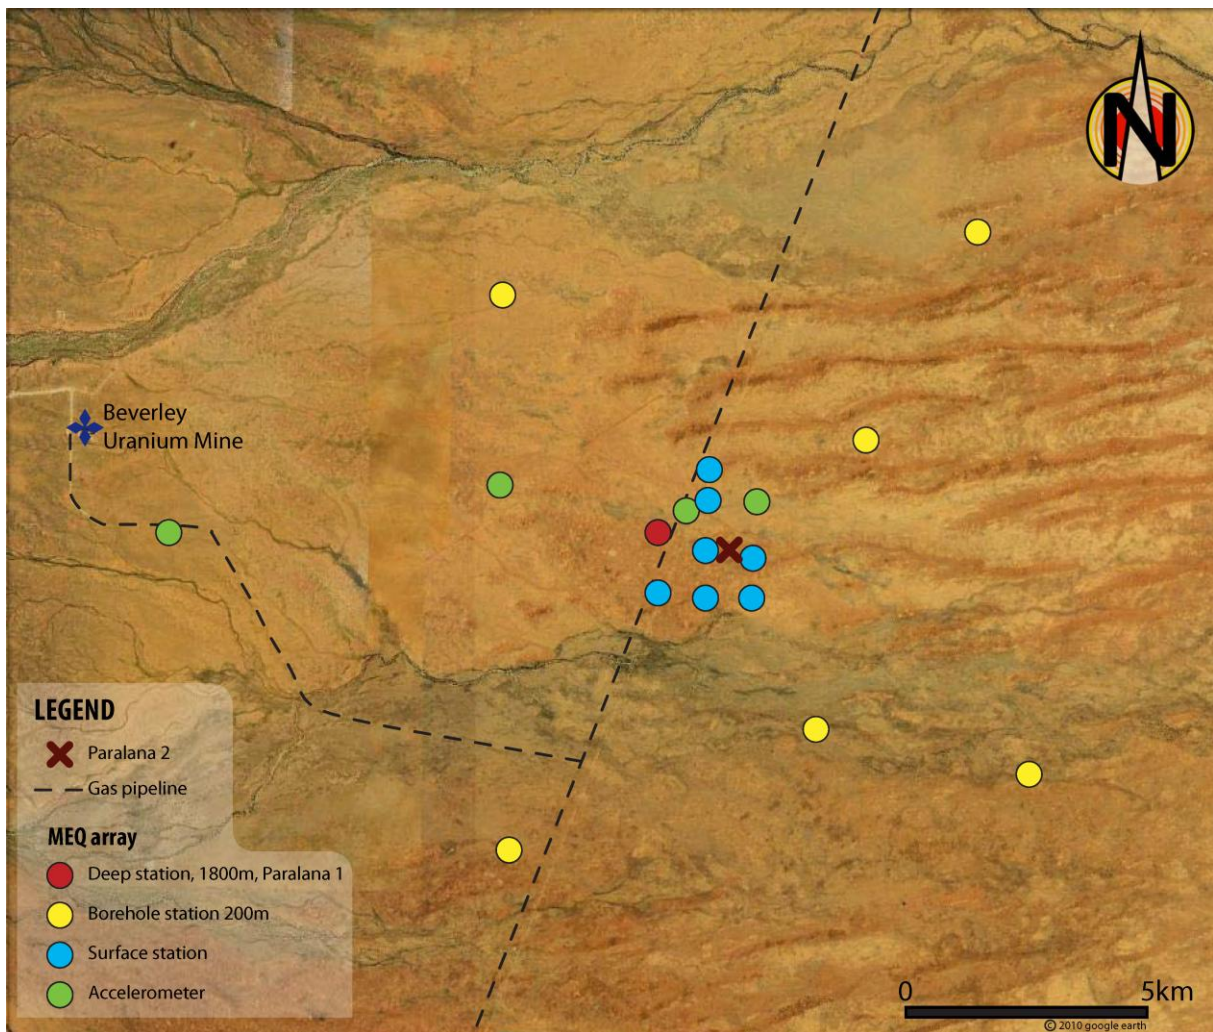 N
Beverley
Uranium Mine
LEGEND
Paralana 2
Gas pipeline
MEQ array
Deep station, 1800m, Paralana 1
Borehole station 200m
Surface station
Accelerometer
0 5km
© 2010 google earth